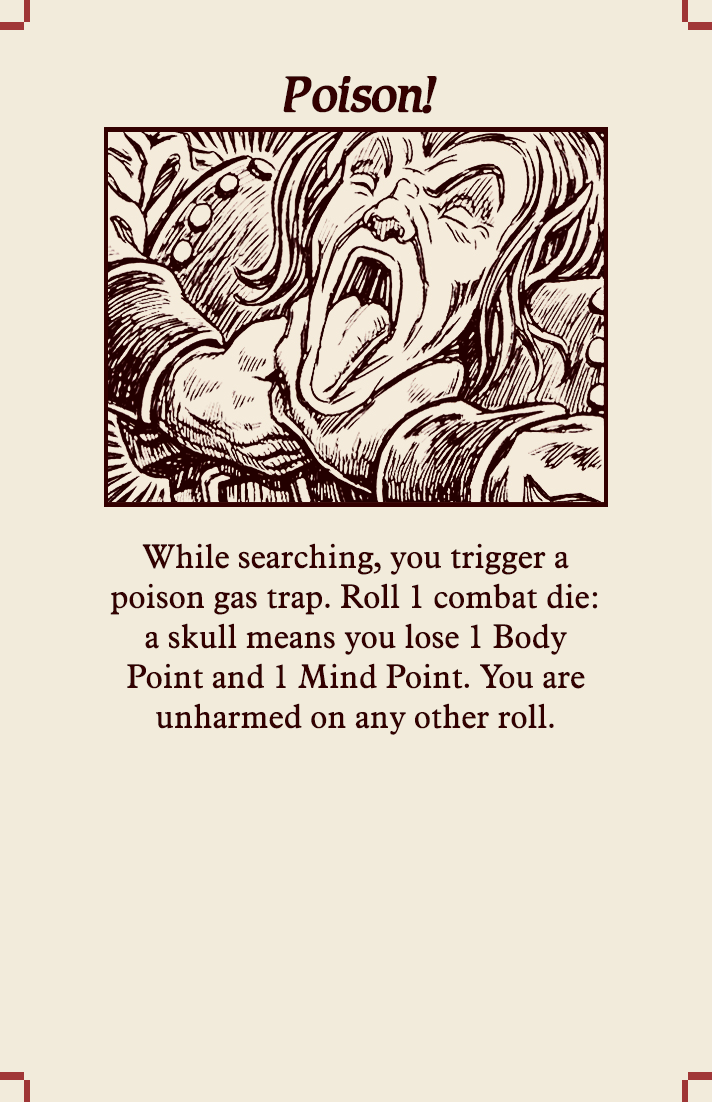 Poison!
While searching, you trigger a
poison gas trap. Roll 1 combat die:
a skull means you lose 1 Body
Point and 1 Mind Point. You are
unharmed on any other roll.